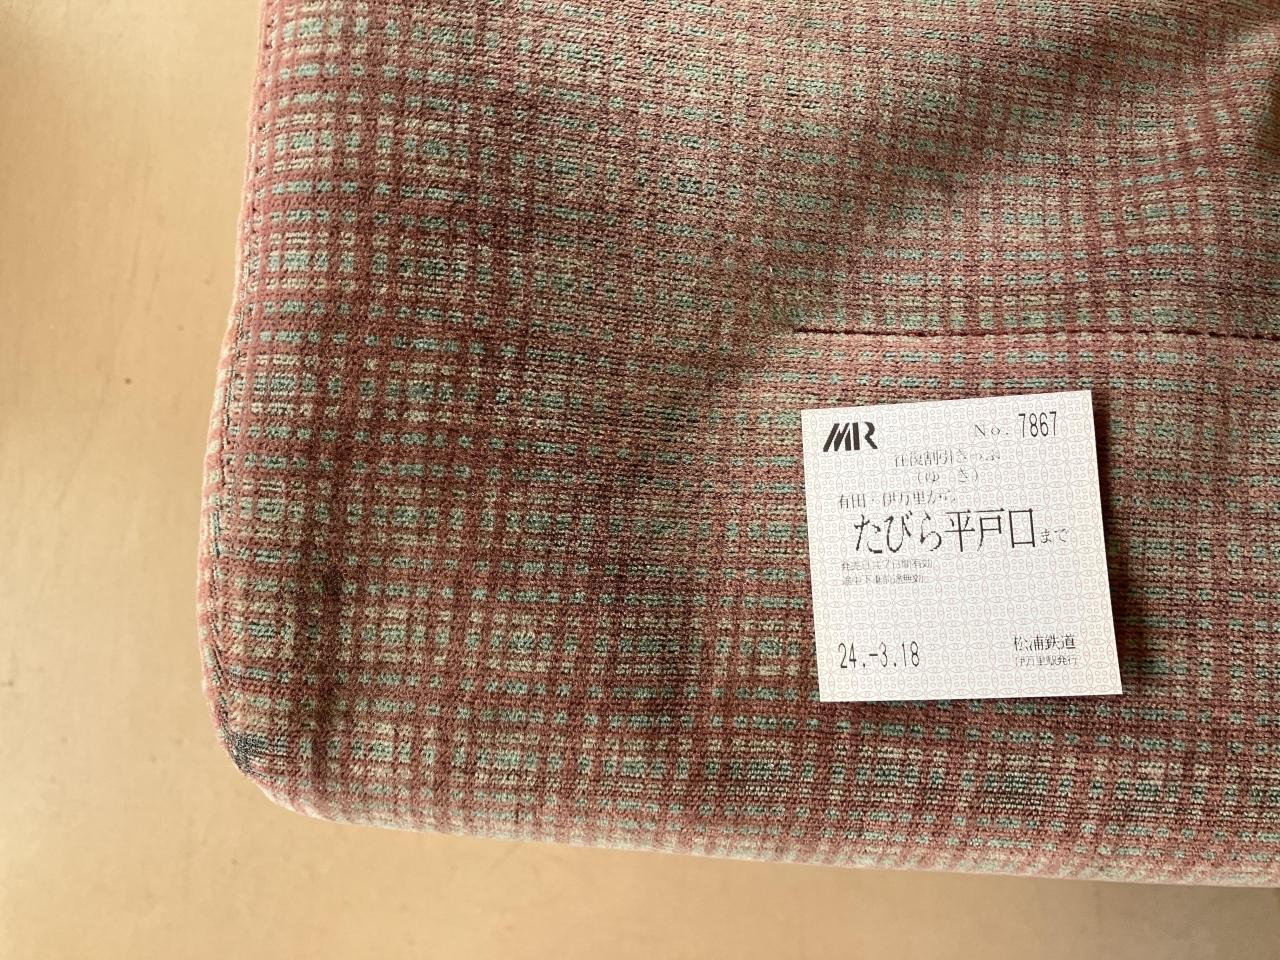 MR
No. 7867
往復割引きっぷ
(ゆ き)
有田・伊万里から
たびら平戸口まで
発売日共2日間有効
途中下車前途無効
24.-3.18
松浦鉄道
伊万里駅発行